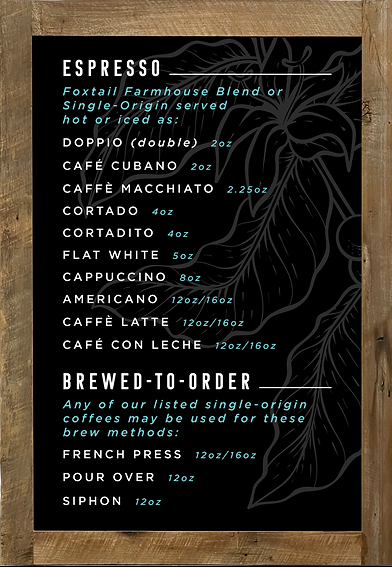 ESPRESSO
Foxtail Farmhouse Blend or
Single-Origin served
hot or iced as:
DOPPIO (double) 2oz
CAFÉ CUBANO 2oz
CAFFÈ MACCHIATO 2.25oz
CORTADO 4oz
CORTADITO 4oz
FLAT WHITE 5oz
CAPPUCCINO 8oz
AMERICANO 12oz/16oz
CAFFÈ LATTE 12oz/16oz
CAFÉ CON LECHE 12oz/16oz
BREWED-TO-ORDER
Any of our listed single-origin
coffees may be used for these
brew methods:
FRENCH PRESS 12oz/16oz
POUR OVER 12oz
SIPHON 12oz